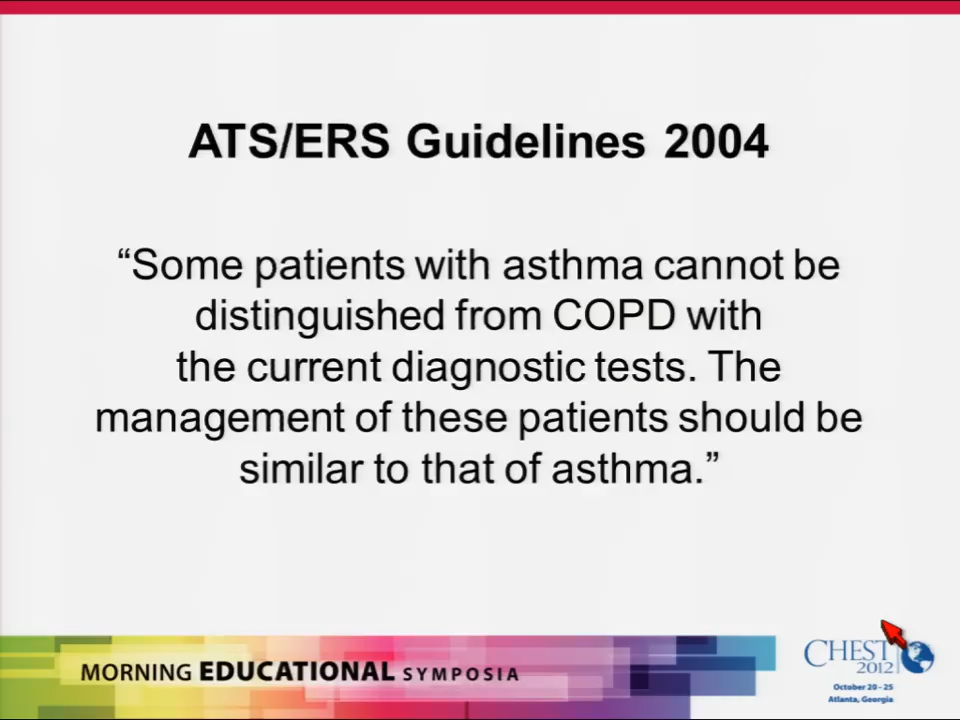 ATS/ERS Guidelines 2004
“Some patients with asthma cannot be
distinguished from COPD with
the current diagnostic tests. The
management of these patients should be
similar to that of asthma.”
MORNING EDUCATIONAL SYMPOSIA
CHEST
2012
October 20 - 25
Atlanta, Georgia